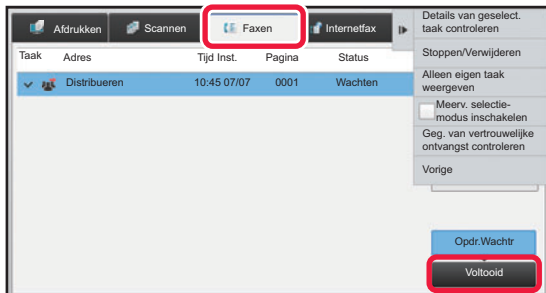 Afdrukken
Scannen
Faxen
Internetfax
Taak
Adres
Tijd Inst.
Pagina
Status
Distribueren
10:45 07/07
0001
Wachten
Details van geselect.
taak controleren
Stoppen/Verwijderen
Alleen eigen taak
weergeven
Meerv. selectie-
modus inschakelen
Geg. van vertrouwelijke
ontvangst controleren
Vorige
Opdr.Wachtr
Voltooid